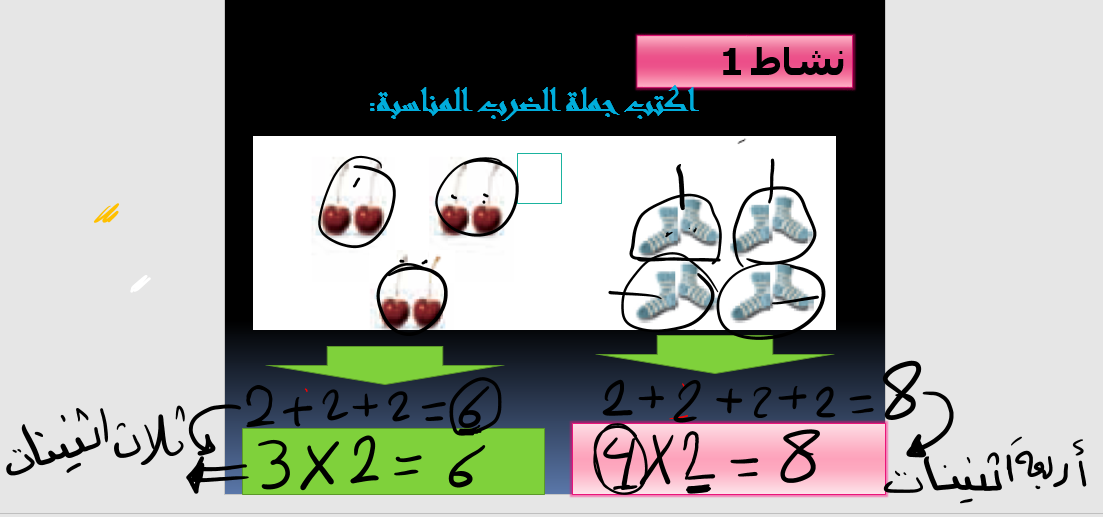 نشاط 1
اكتب جملة الضرب المناسبة:
2+2+2+2=8
4×2=8
أربعة اثنينات
2+2+2=6
3×2=6
ثلاث اثنينات